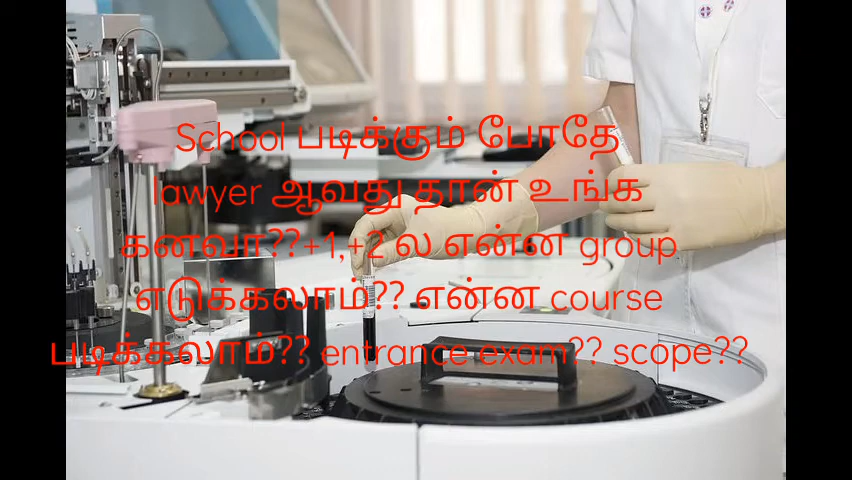 School படிக்கும் போதே
lawyer ஆவது தான் உங்க
கனவா??+1,+2 ல என்ன group
எடுக்கலாம்?? என்ன course
படிக்கலாம்?? entrance exam?? scope??